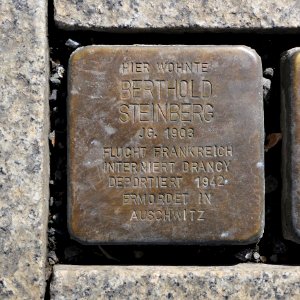 HIER WOHNTE
BERTHOLD
STEINBERG
JG. 1903
FLUCHT FRANKREICH
INTERNIERT DRANCY
DEPORTIERT 1942
ERMORDET IN
AUSCHWITZ